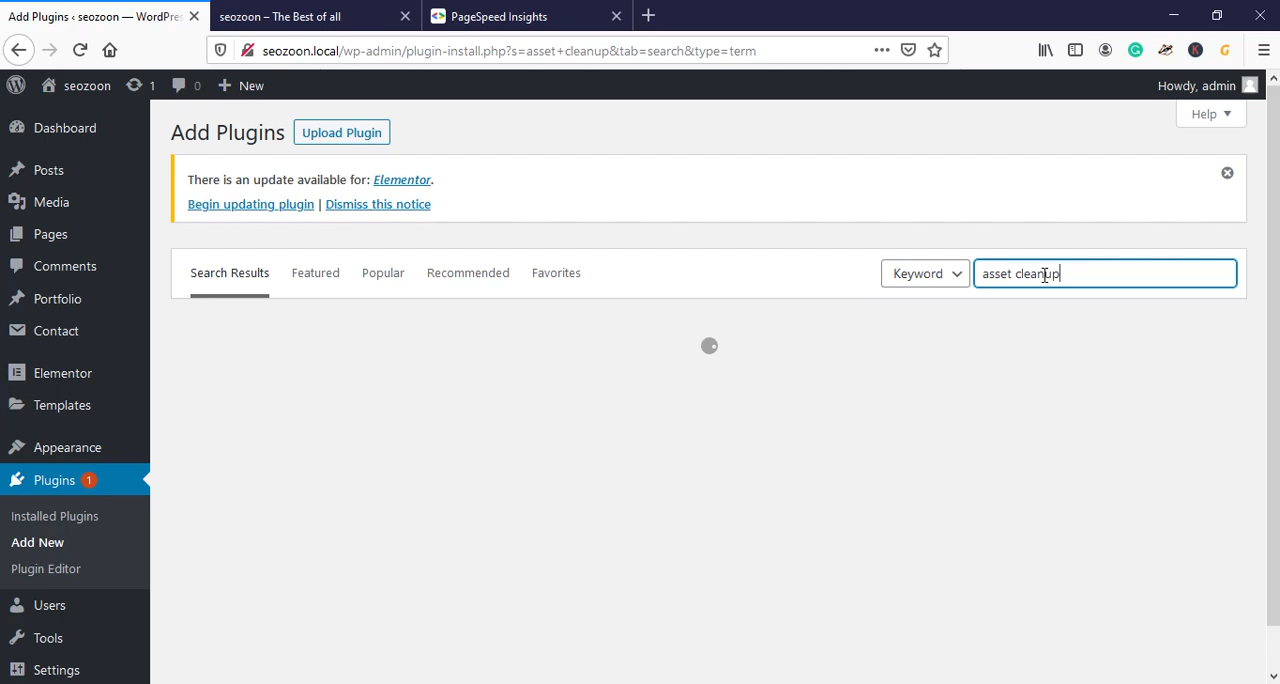 Add Plugins ‹ seozoon — WordPres
seozoon – The Best of all
PageSpeed Insights
seozoon.local/wp-admin/plugin-install.php?s=asset+cleanup&tab=search&type=term
seozoon
1
0
New
Howdy, admin
Dashboard
Posts
Media
Pages
Comments
Portfolio
Contact
Elementor
Templates
Appearance
Plugins 1
Installed Plugins
Add New
Plugin Editor
Users
Tools
Settings
Add Plugins
Upload Plugin
Help
There is an update available for: Elementor.
Begin updating plugin | Dismiss this notice
Search Results
Featured
Popular
Recommended
Favorites
Keyword
asset cleanup